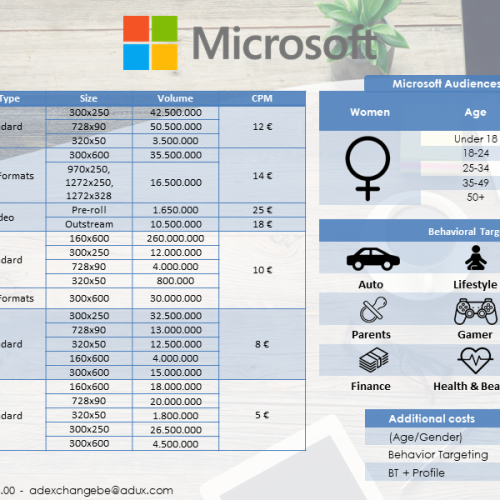 Microsoft
Type Size Volume CPM
dard 300x250 42.500.000 12 €
728x90 50.500.000
320x50 3.500.000
Formats 300x600 35.500.000 14 €
970x250, 1272x250, 1272x328 16.500.000
deo Pre-roll 1.650.000 25 €
Outstream 10.500.000 18 €
dard 160x600 260.000.000 10 €
300x250 12.000.000
728x90 4.000.000
320x50 800.000
Formats 300x600 30.000.000
dard 300x250 32.500.000 8 €
728x90 13.000.000
320x50 12.500.000
160x600 4.000.000
300x600 15.000.000
dard 160x600 18.000.000 5 €
728x90 20.000.000
320x50 1.800.000
300x250 26.500.000
300x600 4.500.000
Microsoft Audiences
Women Age
Under 18
18-24
25-34
35-49
50+
Behavioral Targ
Auto Lifestyle
Parents Gamer
Finance Health & Bea
Additional costs
(Age/Gender)
Behavior Targeting
BT + Profile
.00 - adexchangebe@adux.com